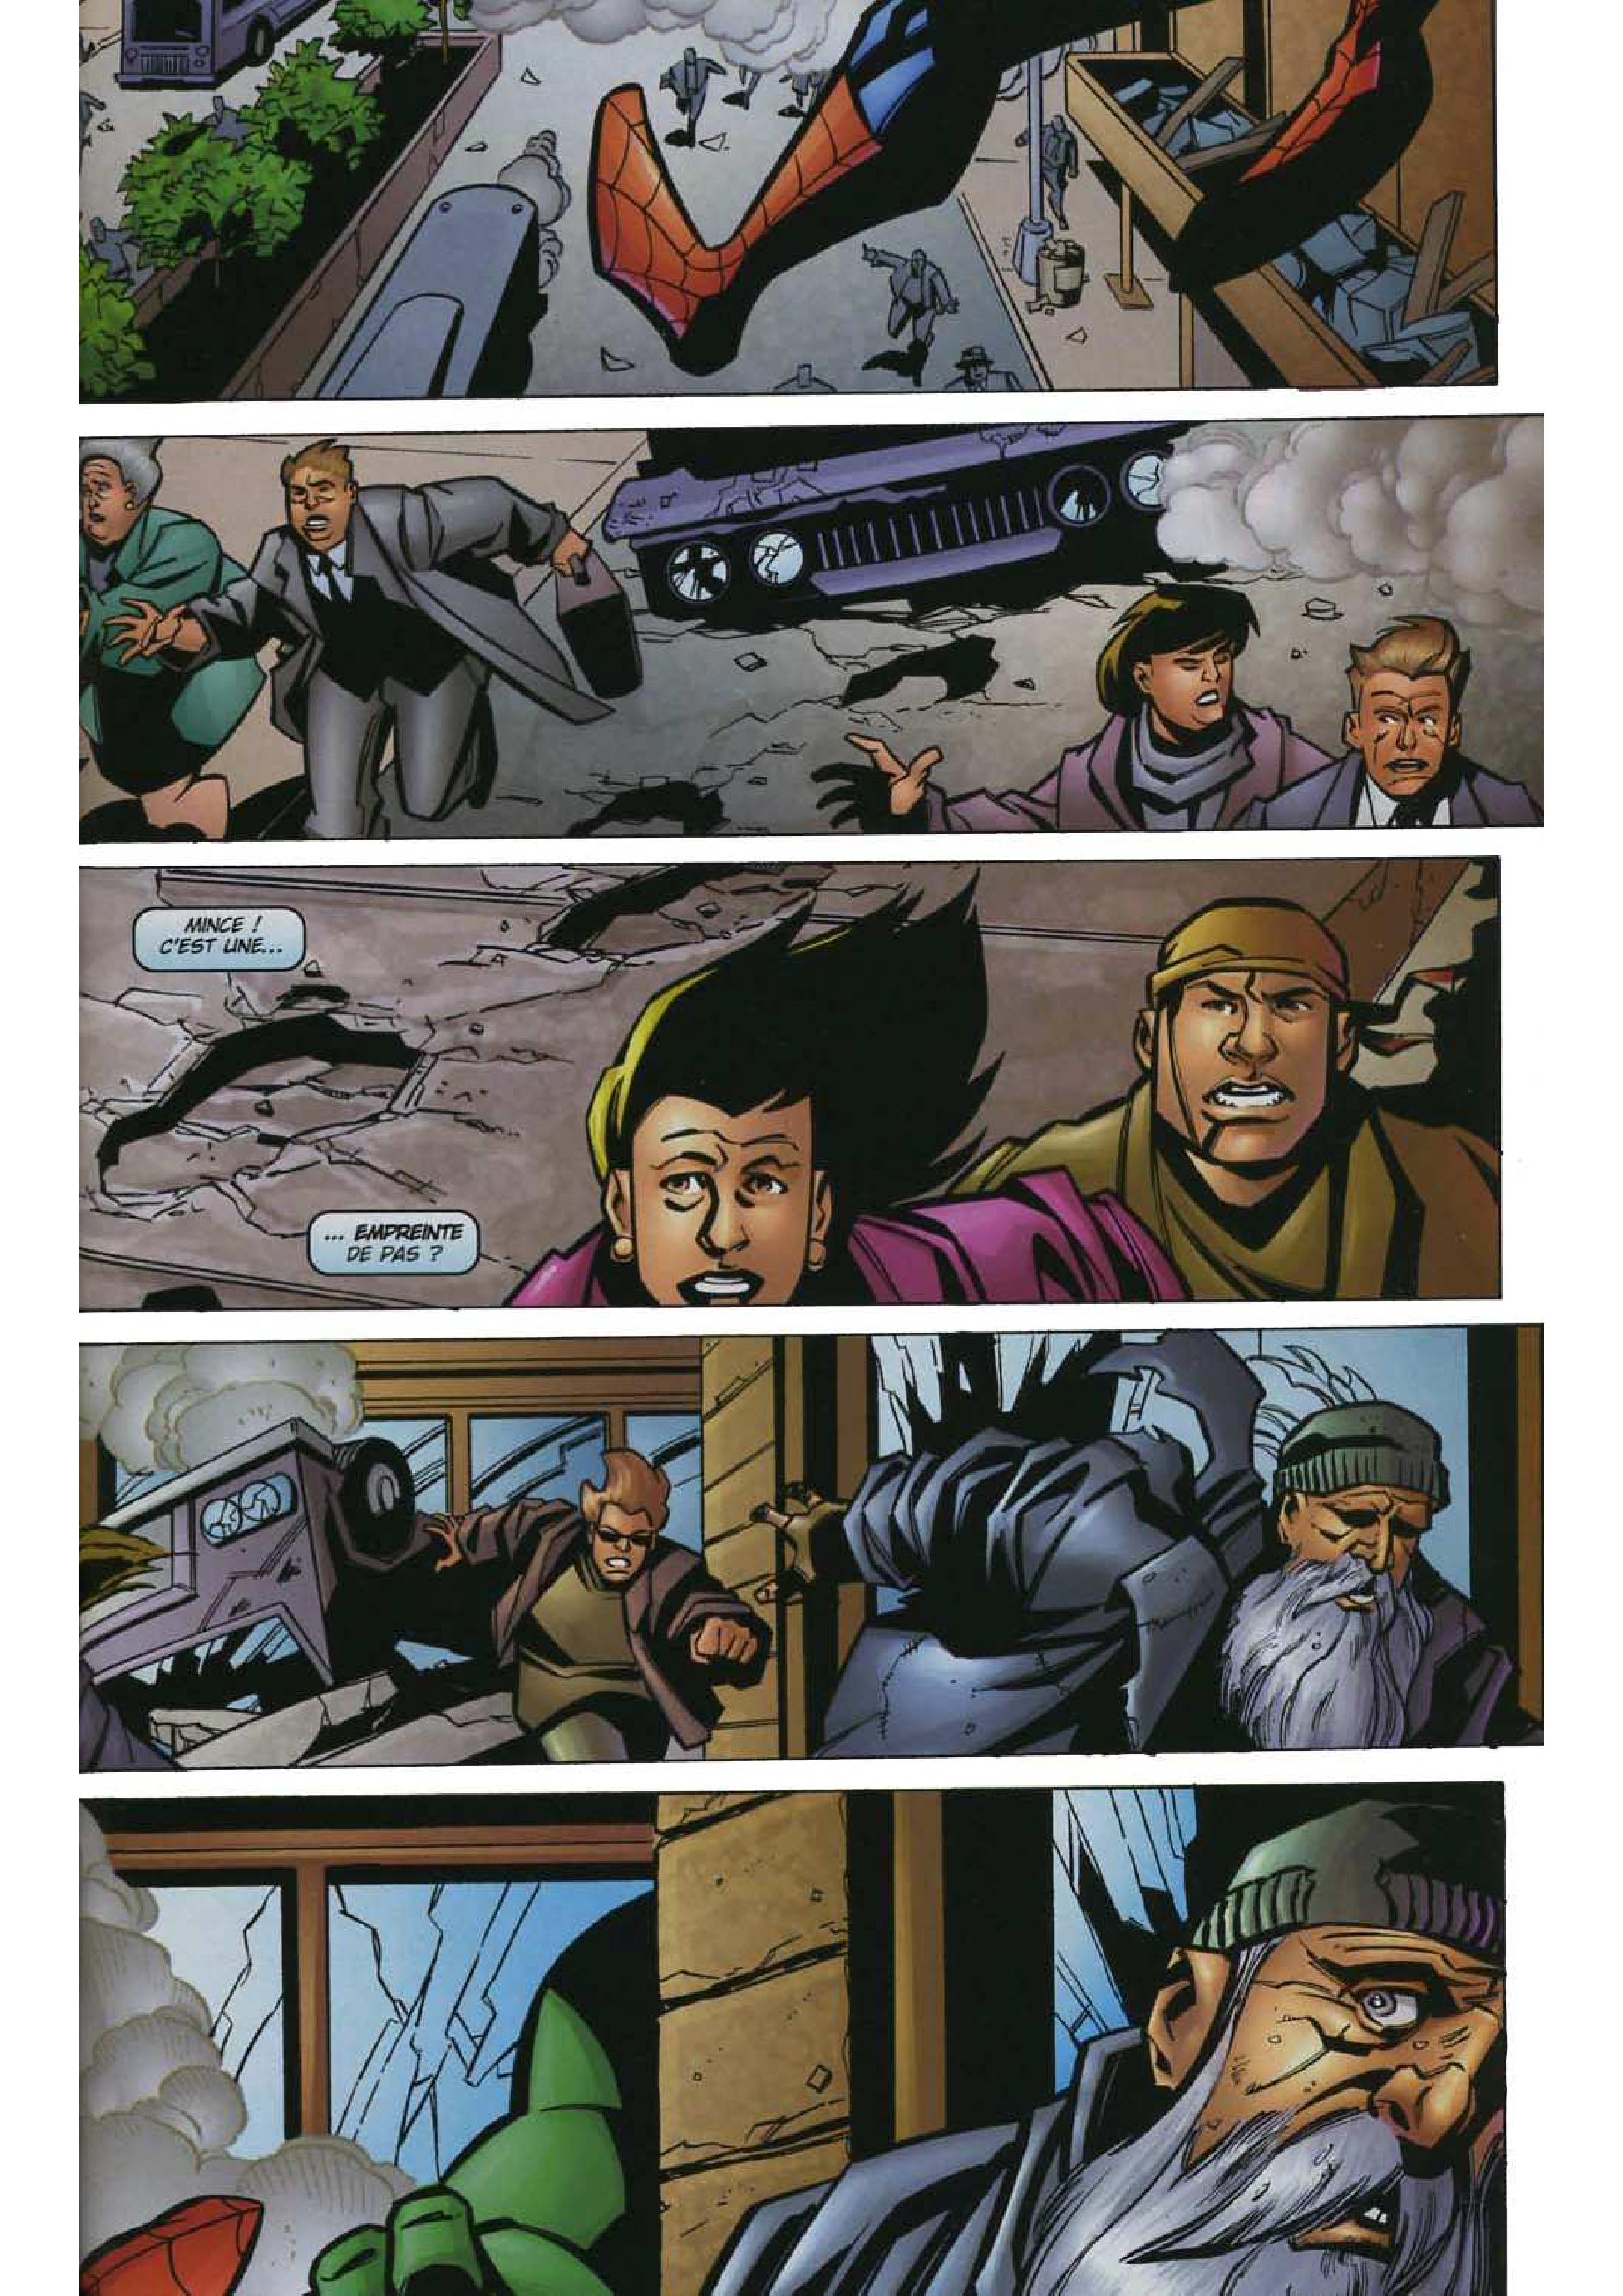 MINCE !
C'EST UNE...
... EMPREINTE
DE PAS ?